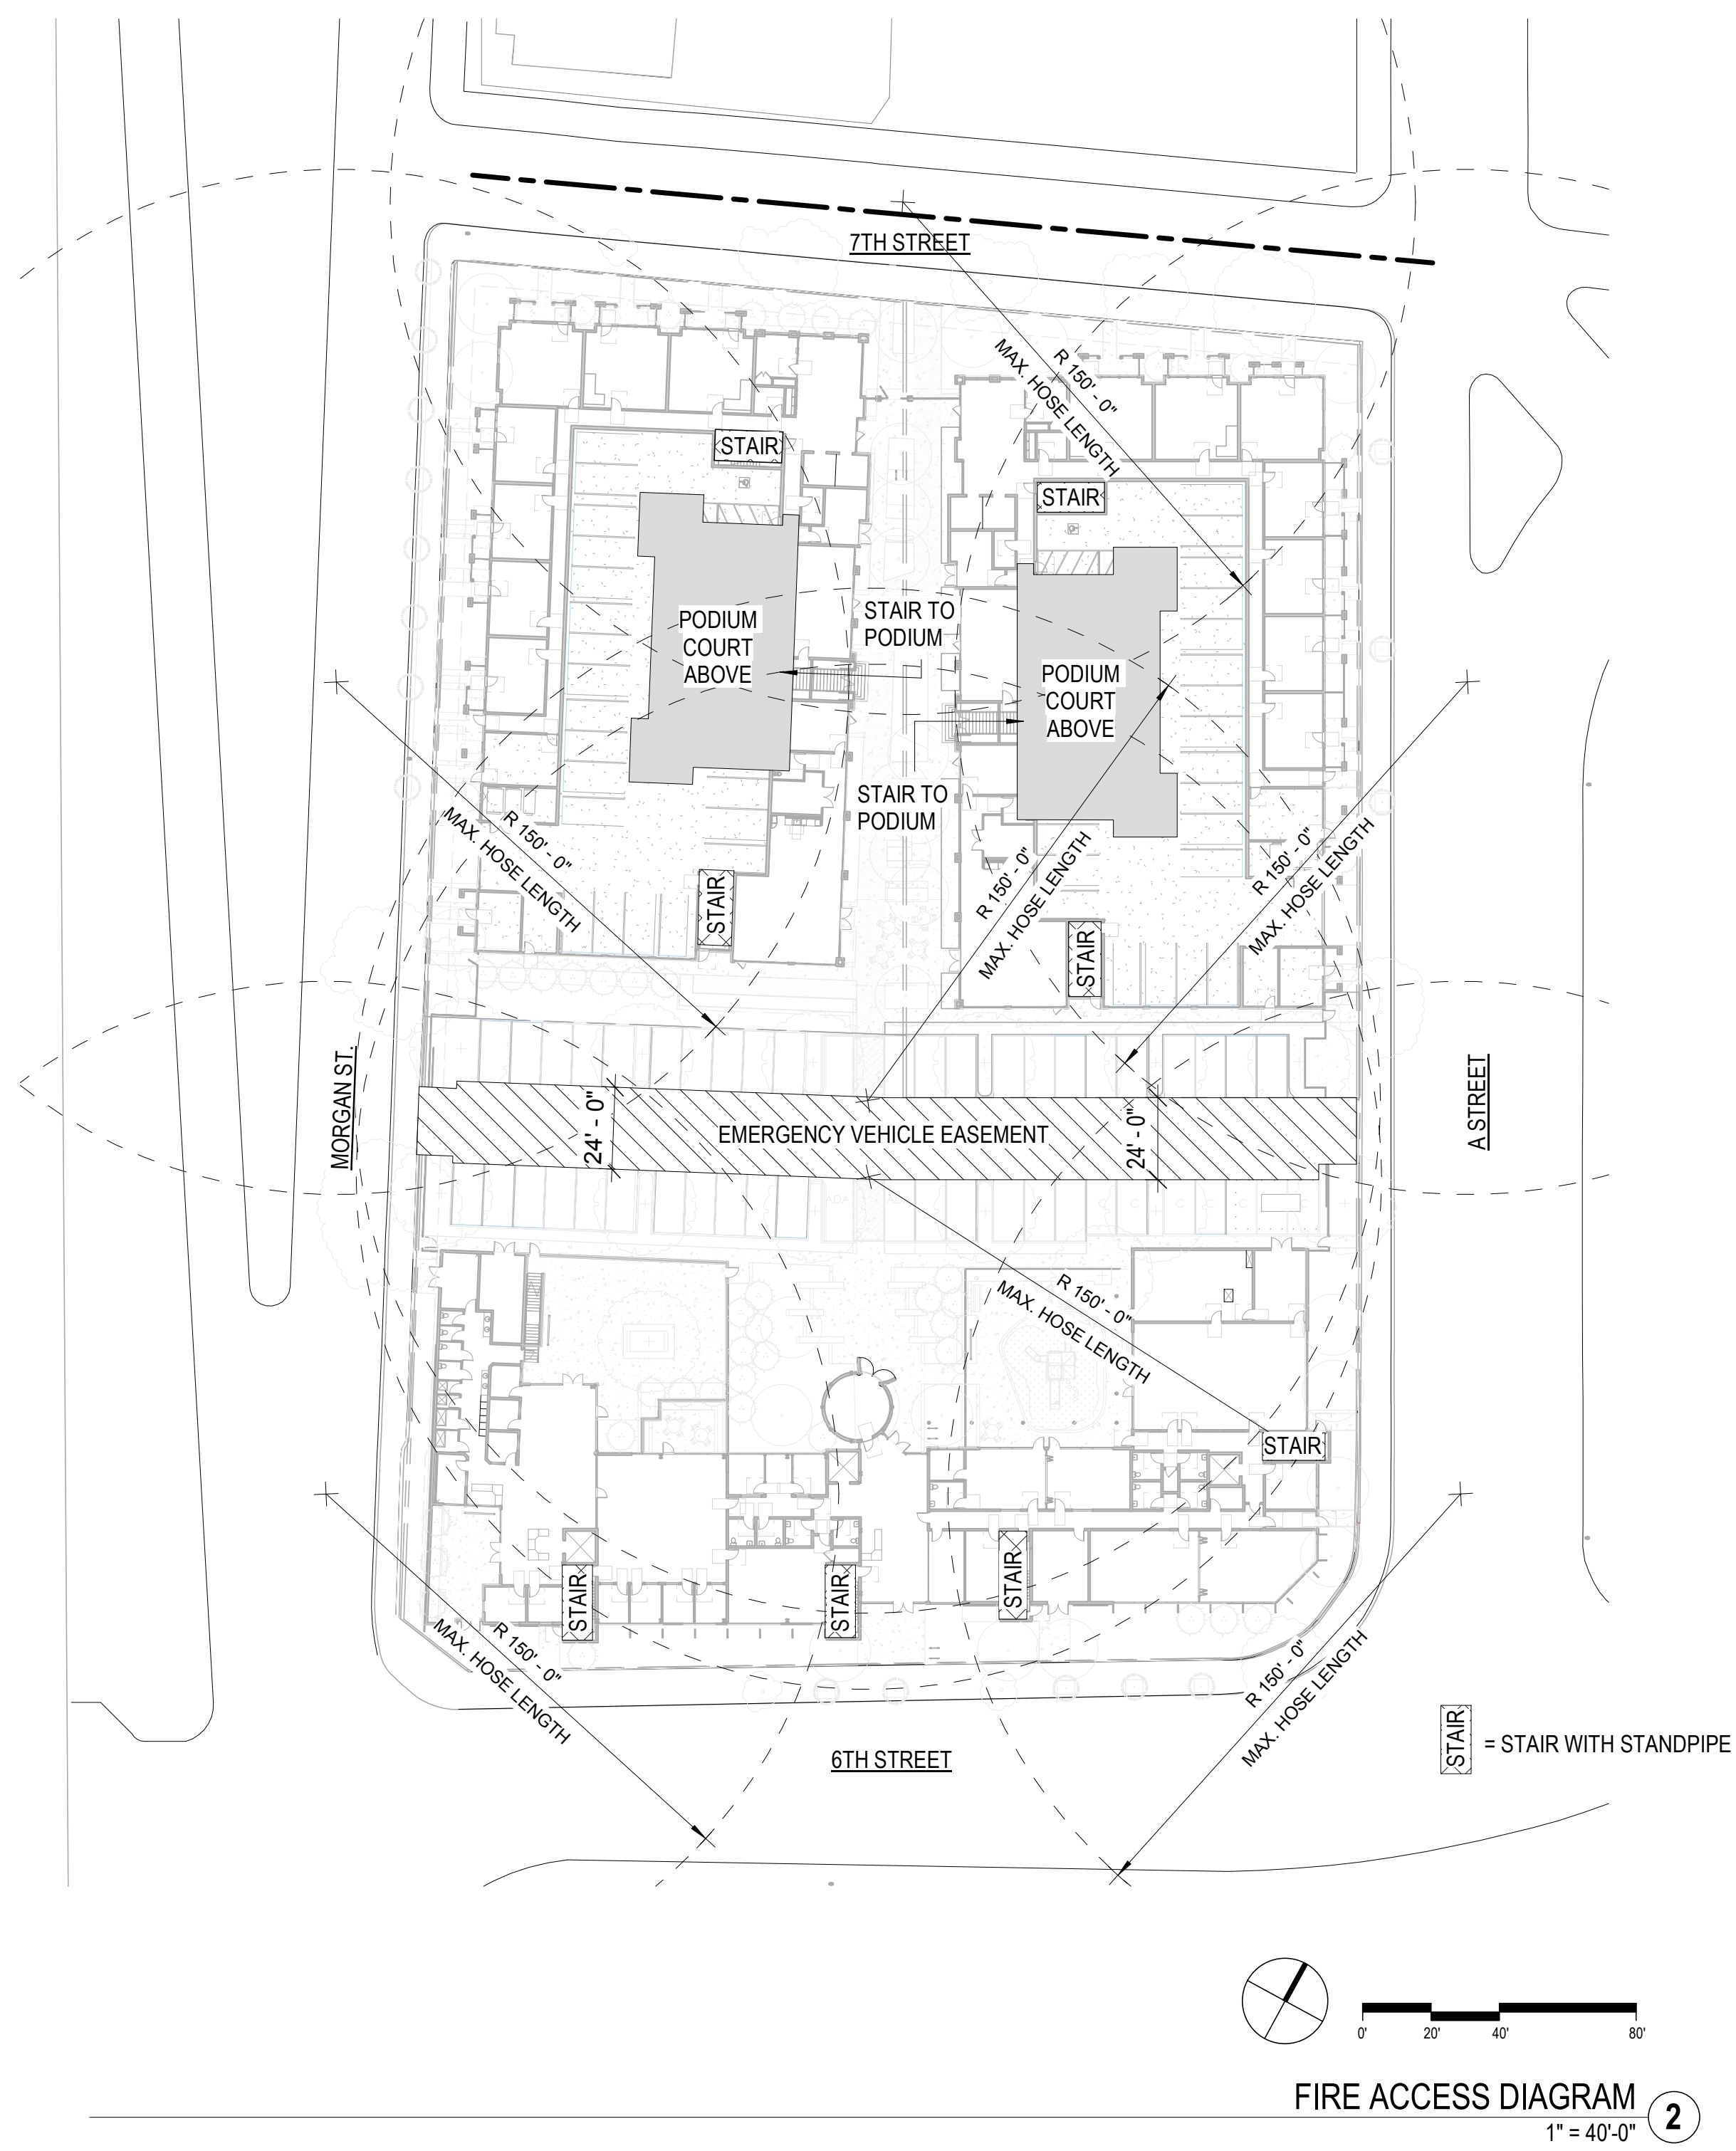 7TH STREET
R 150' - 0"
MAX. HOSE LENGTH
STAIR
STAIR
STAIR TO
PODIUM
PODIUM
COURT
ABOVE
PODIUM
COURT
ABOVE
STAIR TO
PODIUM
R 150' - 0"
MAX. HOSE LENGTH
R 150' - 0"
MAX. HOSE LENGTH
R 150' - 0"
MAX. HOSE LENGTH
STAIR
STAIR
MORGAN ST.
A STREET
24' - 0"
EMERGENCY VEHICLE EASEMENT
24' - 0"
ADA
C
C
C
C
R 150' - 0"
MAX. HOSE LENGTH
STAIR
STAIR
STAIR
STAIR
R 150' - 0"
MAX. HOSE LENGTH
R 150' - 0"
MAX. HOSE LENGTH
6TH STREET
STAIR
= STAIR WITH STANDPIPE
0'
20'
40'
80'
FIRE ACCESS DIAGRAM
2
1" = 40'-0"